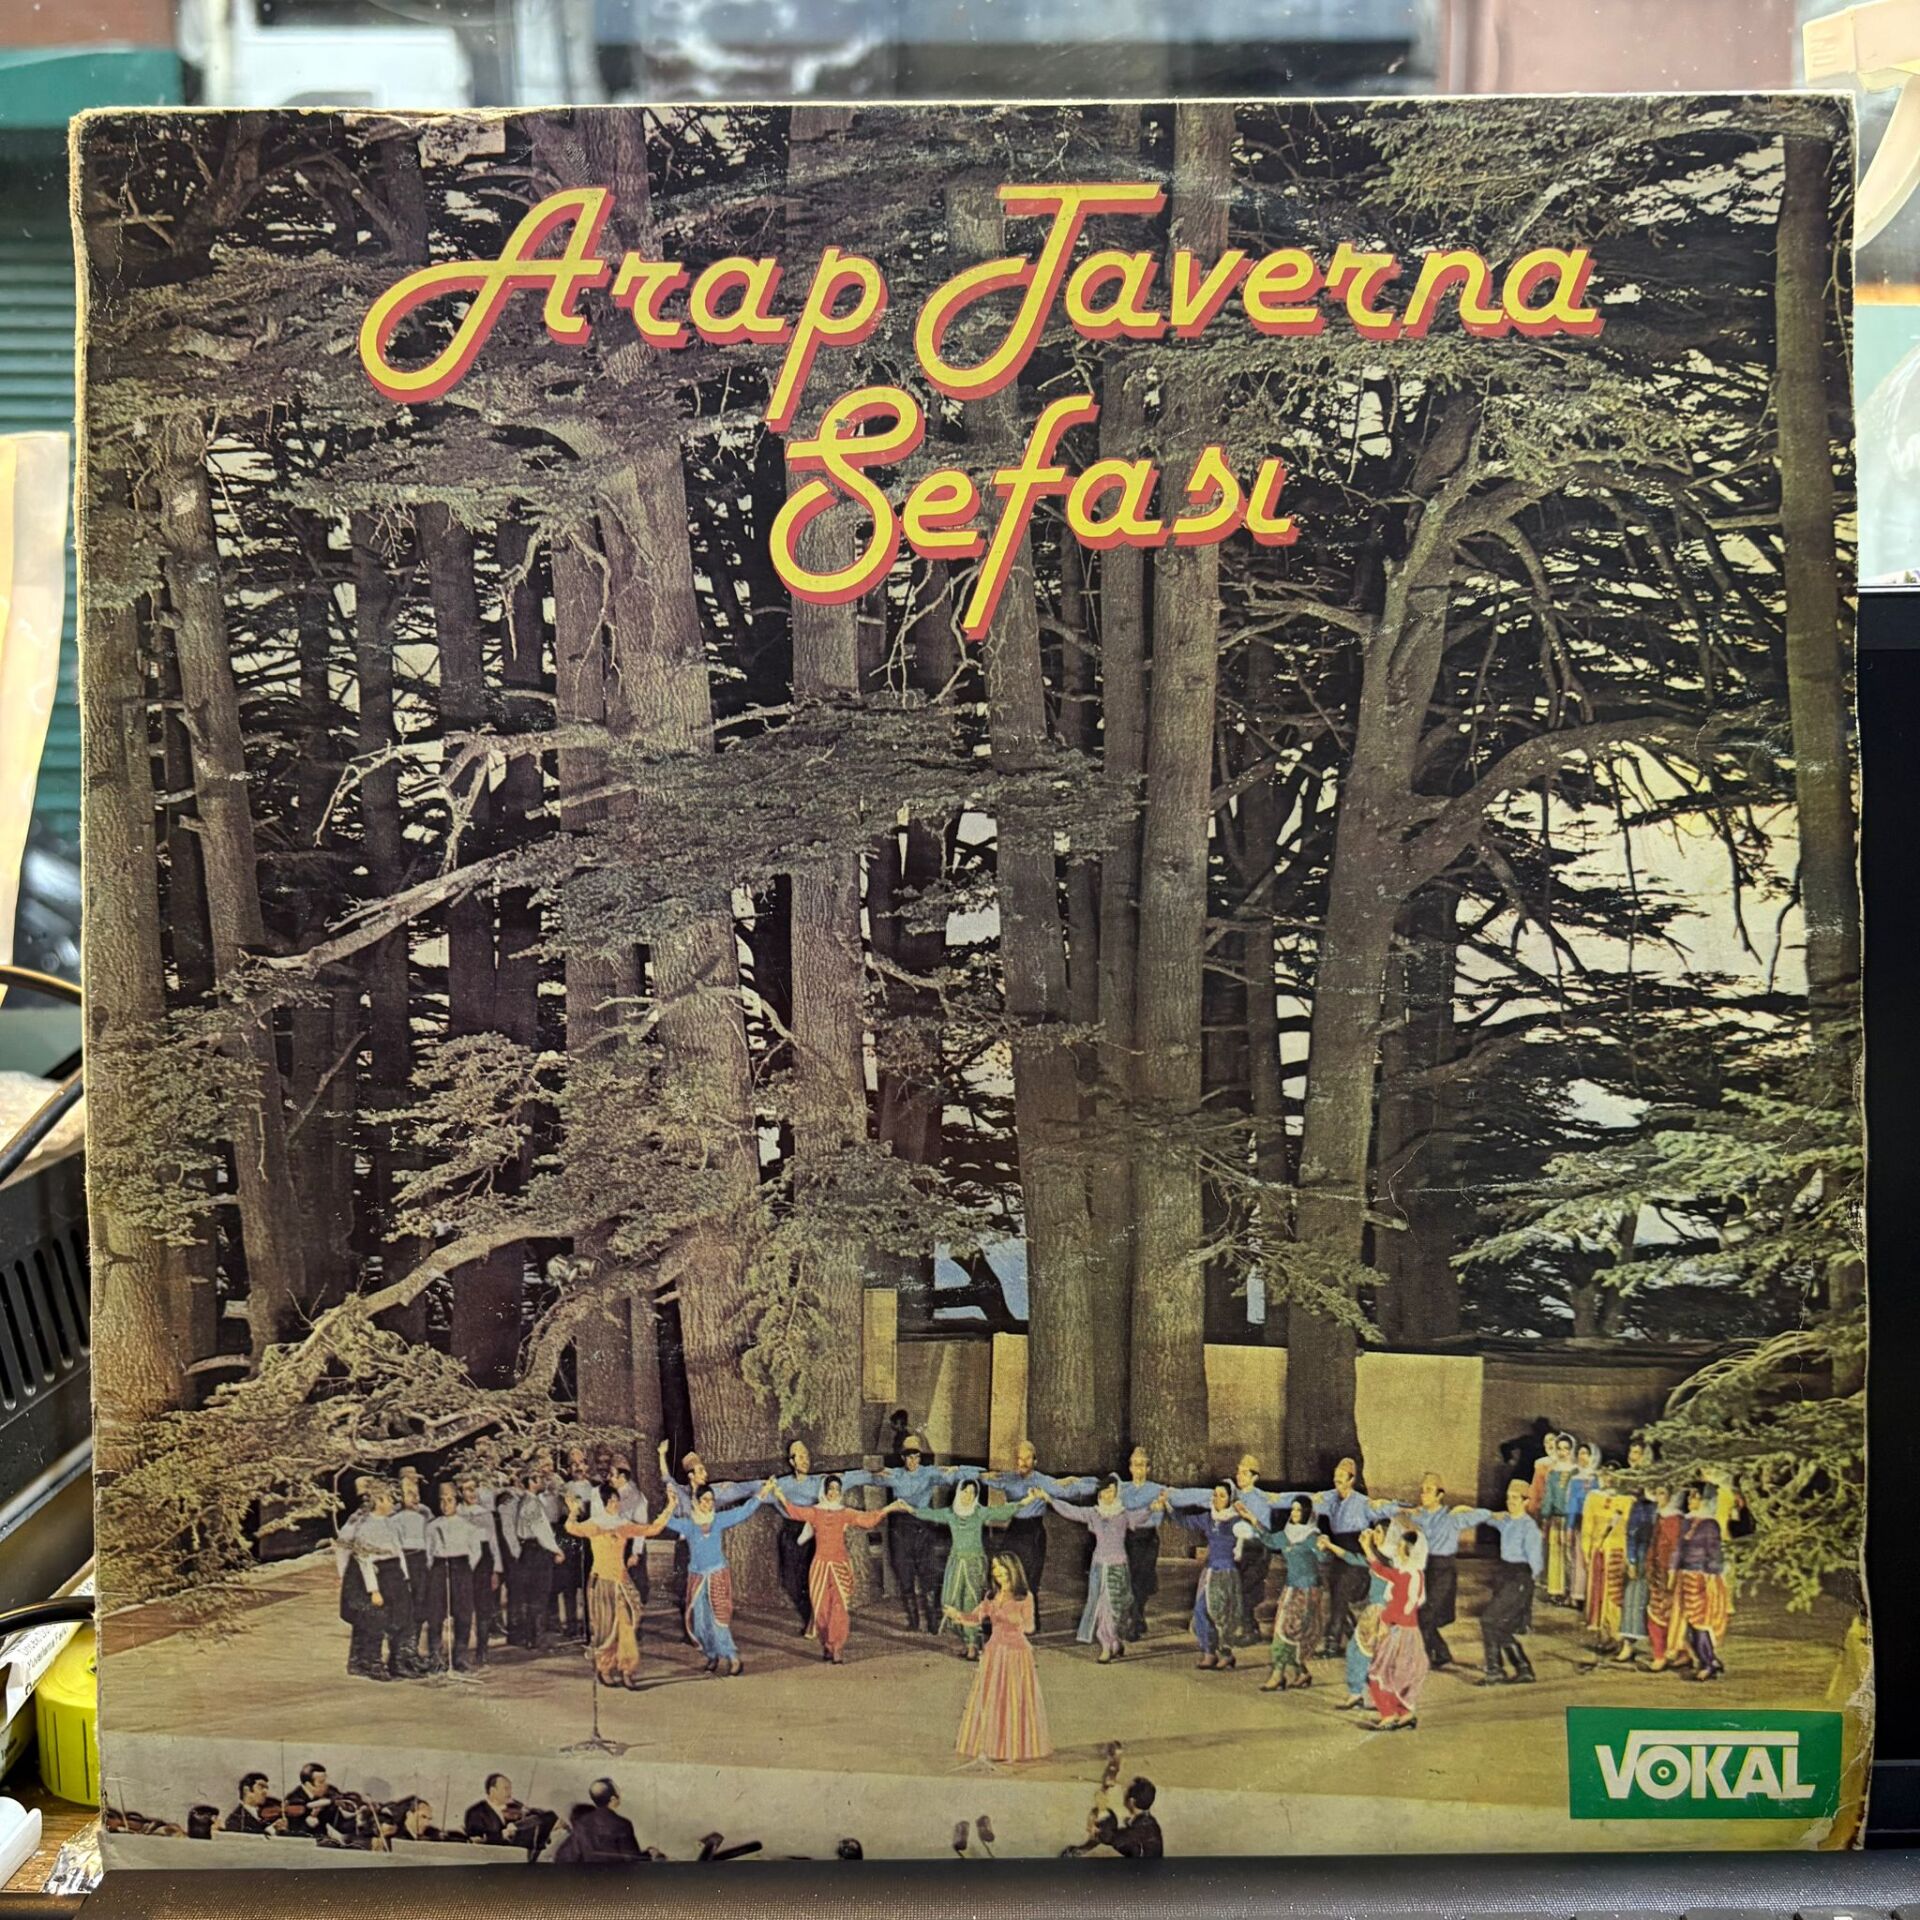 Arap Taverna
Sefası
VOKAL